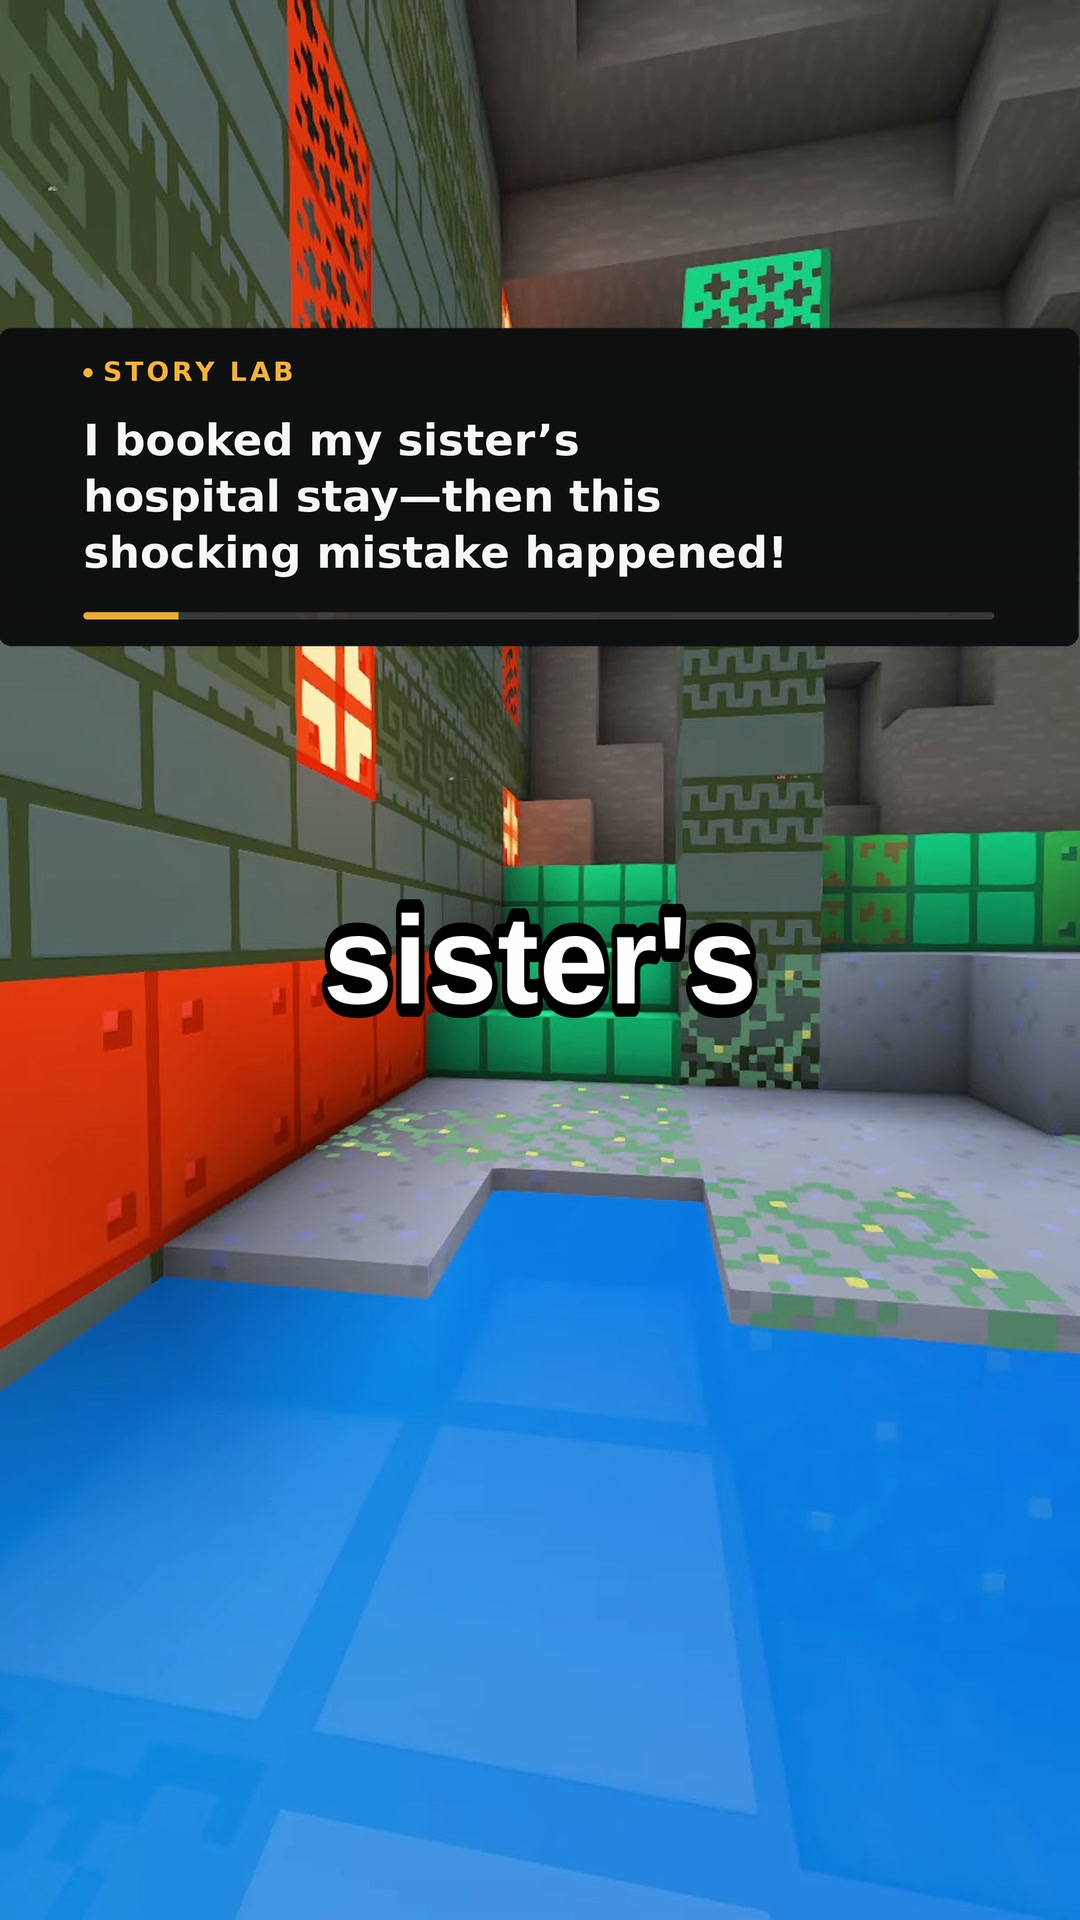 • STORY LAB
I booked my sister’s
hospital stay—then this
shocking mistake happened!
sister's